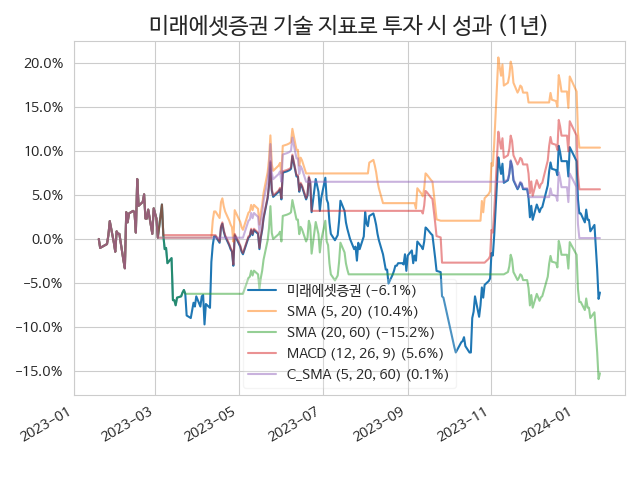 미래에셋증권 기술 지표로 투자 시 성과 (1년)
20.0%
15.0%
10.0%
5.0%
0.0%
−5.0%
−10.0%
−15.0%
미래에셋증권 (−6.1%)
SMA (5, 20) (10.4%)
SMA (20, 60) (−15.2%)
MACD (12, 26, 9) (5.6%)
C_SMA (5, 20, 60) (0.1%)
2023-01
2023-03
2023-05
2023-07
2023-09
2023-11
2024-01